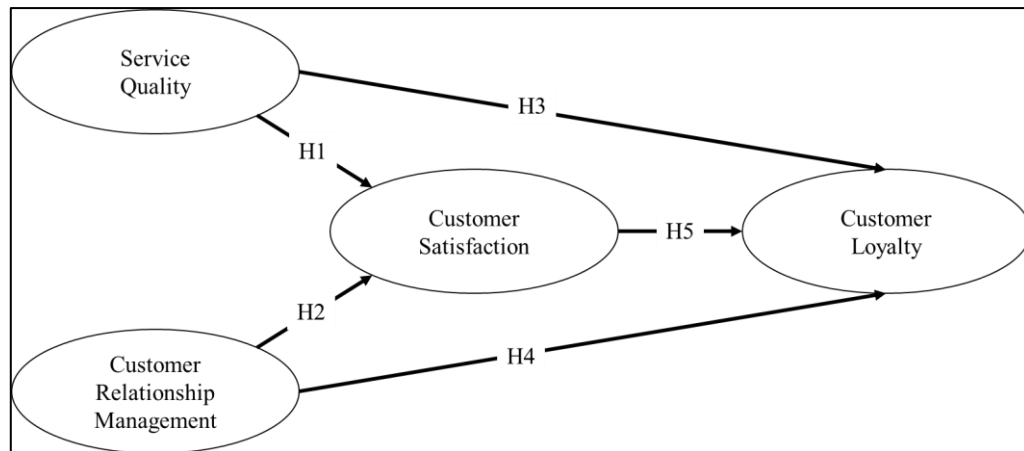 Service
Quality
H3
H1
Customer
Satisfaction
H5
Customer
Loyalty
H2
H4
Customer
Relationship
Management